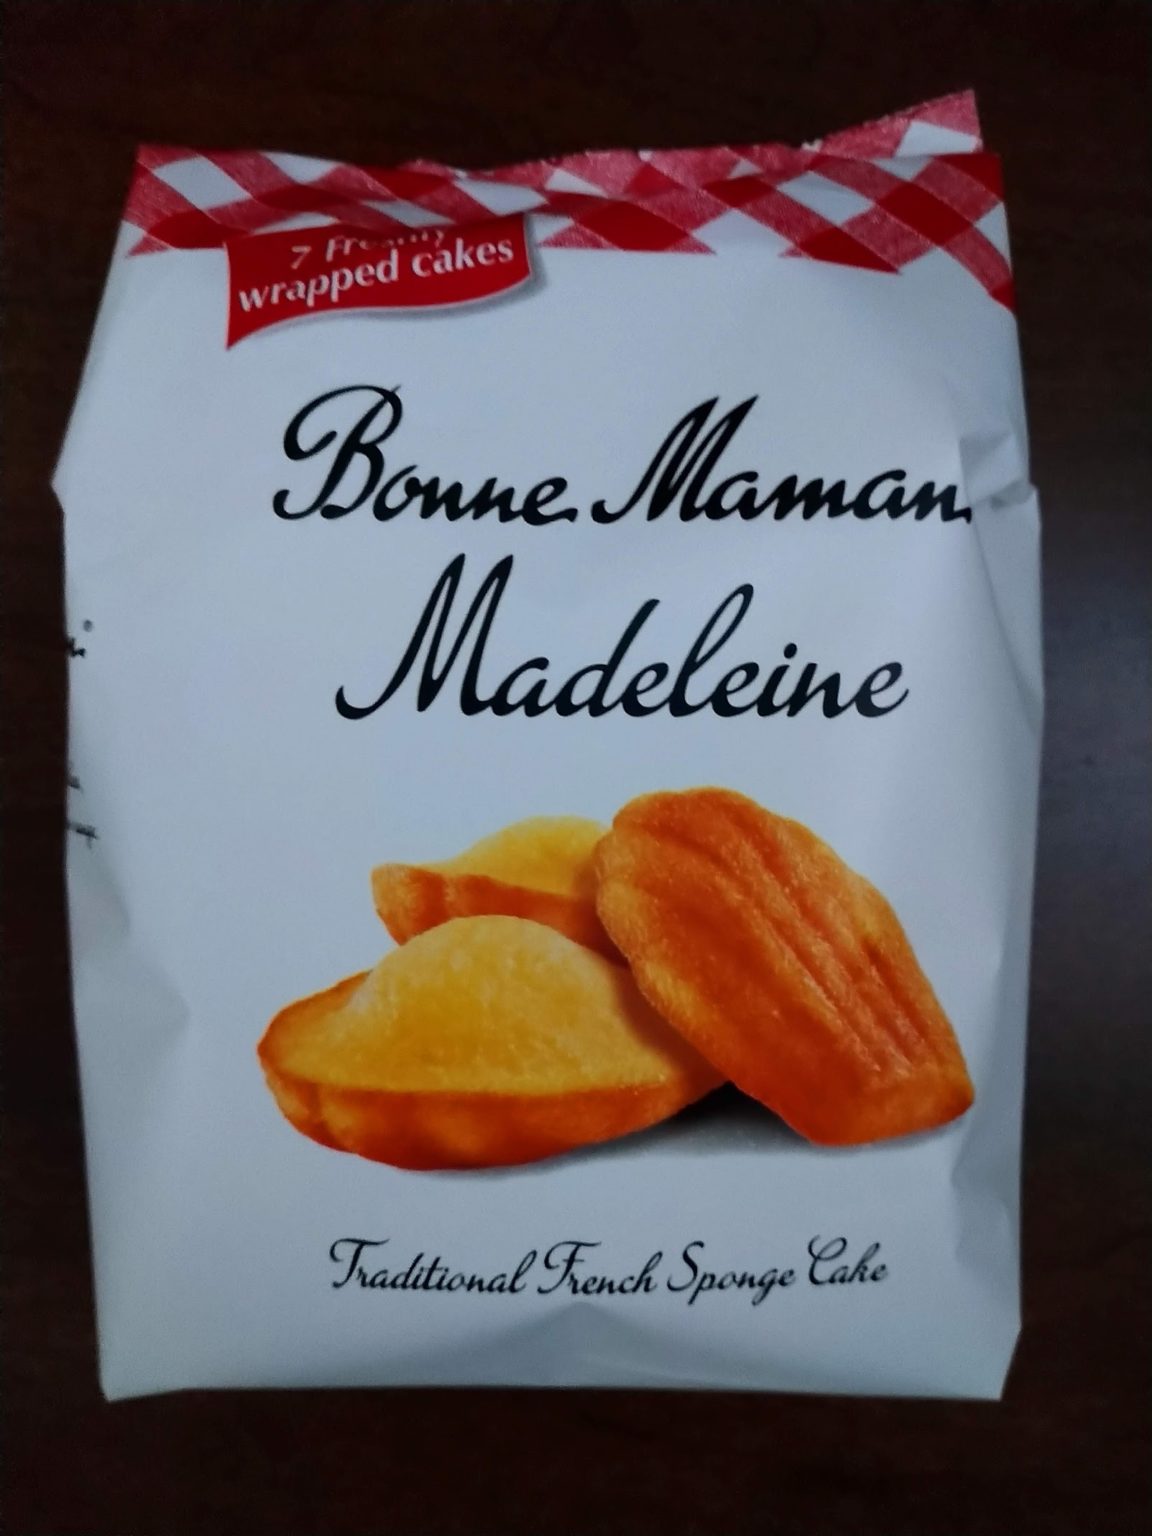 7 Freshly
wrapped cakes
Bonne Maman
Madeleine
Traditional French Sponge Cake